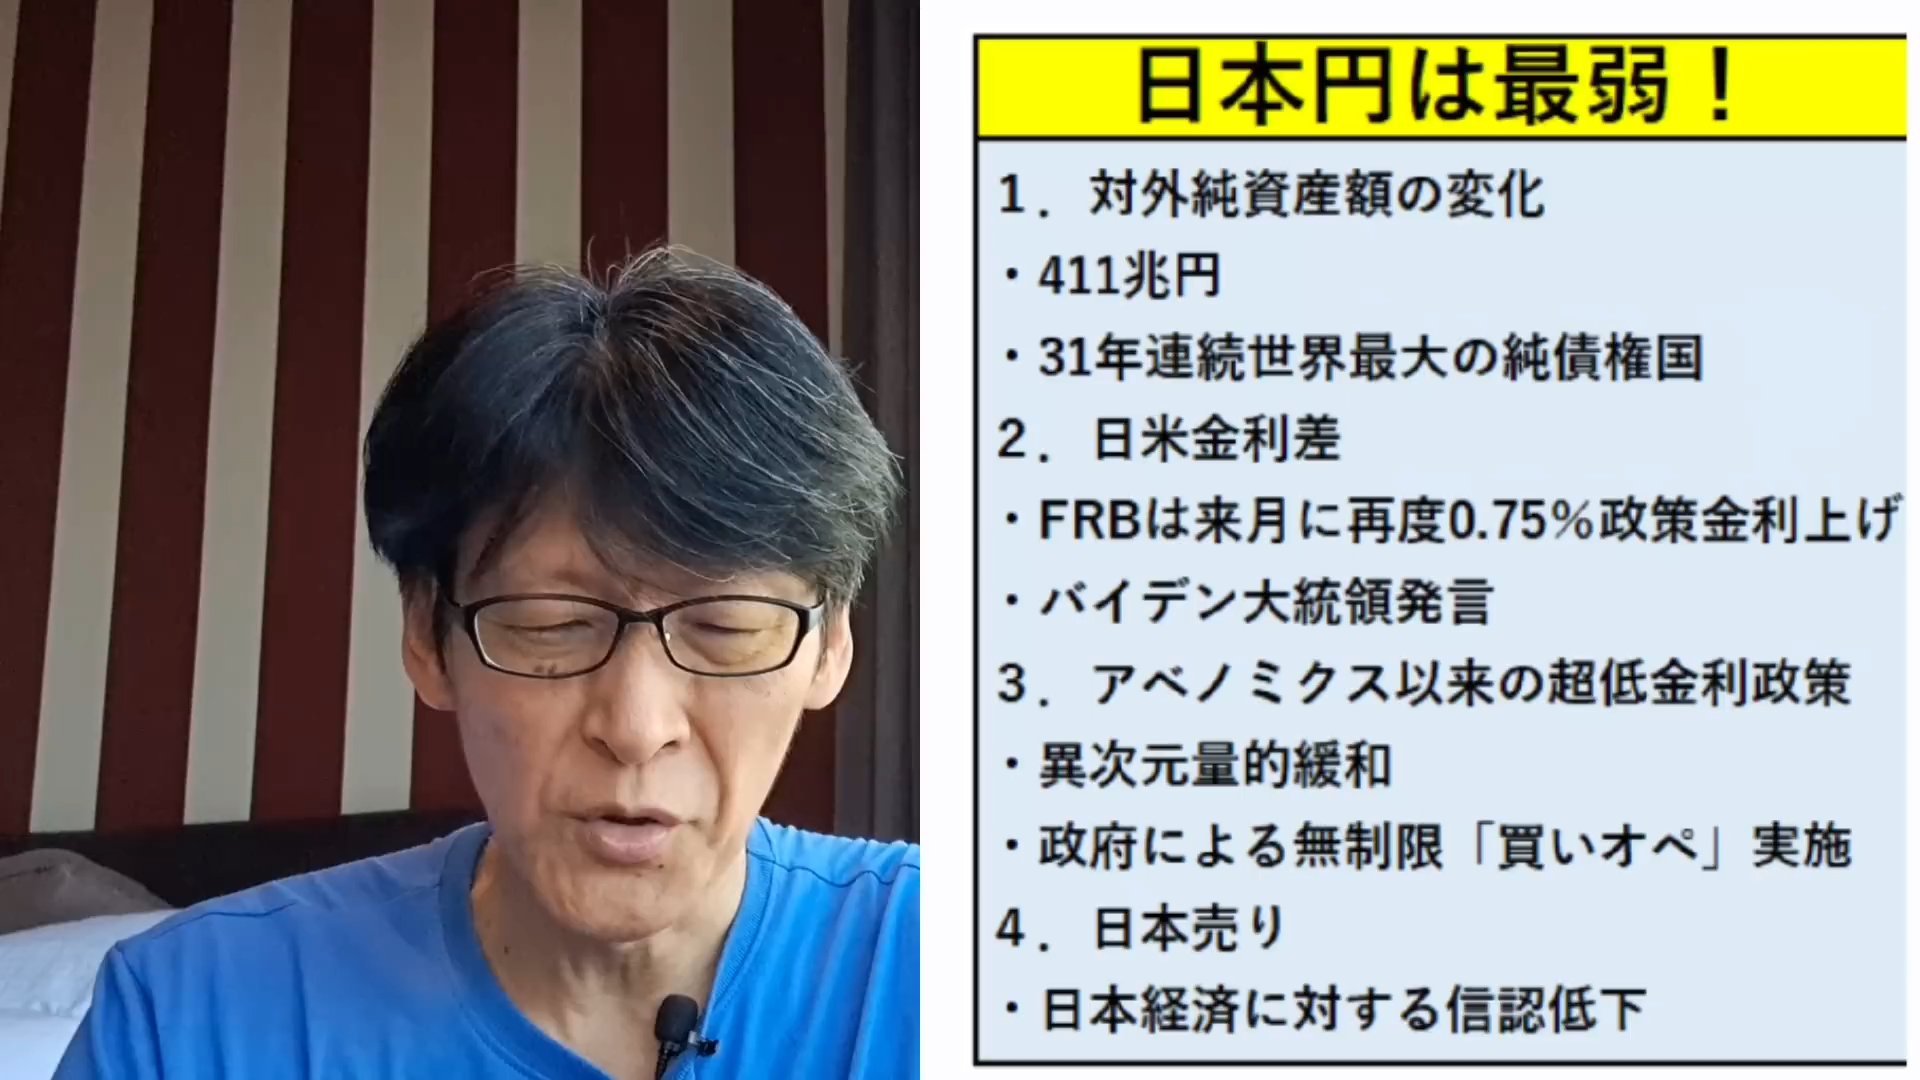 日本円は最弱！
１．対外純資産額の変化
・411兆円
・31年連続世界最大の純債権国
２．日米金利差
・FRBは来月に再度0.75％政策金利上げ
・バイデン大統領発言
３．アベノミクス以来の超低金利政策
・異次元量的緩和
・政府による無制限「買いオペ」実施
４．日本売り
・日本経済に対する信認低下